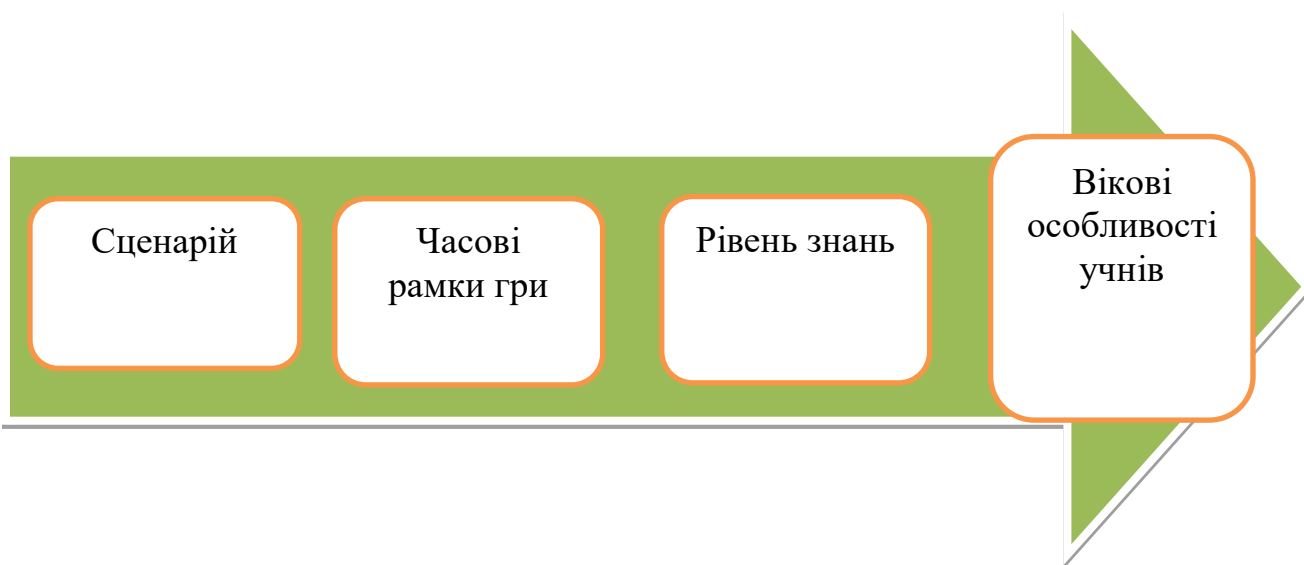 Сценарій
Часові
рамки гри
Рівень знань
Вікові
особливості
учнів